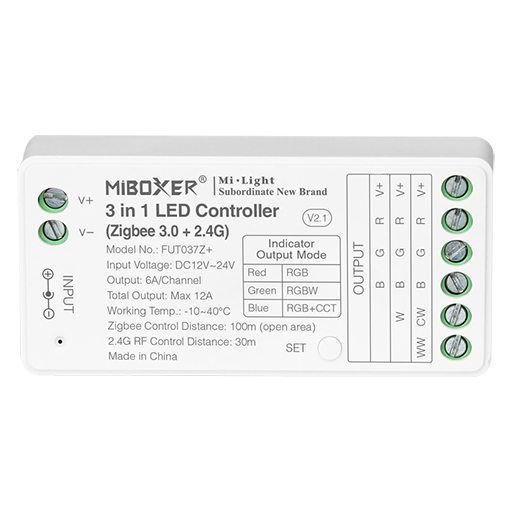 MiBOXER®
Mi·Light
Subordinate New Brand
3 in 1 LED Controller
V2.1
(Zigbee 3.0 + 2.4G)
Model No.: FUT037Z+
Input Voltage: DC12V~24V
Output: 6A/Channel
Total Output: Max 12A
Working Temp.: -10~40°C
Zigbee Control Distance: 100m (open area)
2.4G RF Control Distance: 30m
Made in China
V+
V−
INPUT
+
−
Indicator
Output Mode
Red RGB
Green RGBW
Blue RGB+CCT
SET
OUTPUT
B G R V+
W B G R V+
WW CW B G R V+